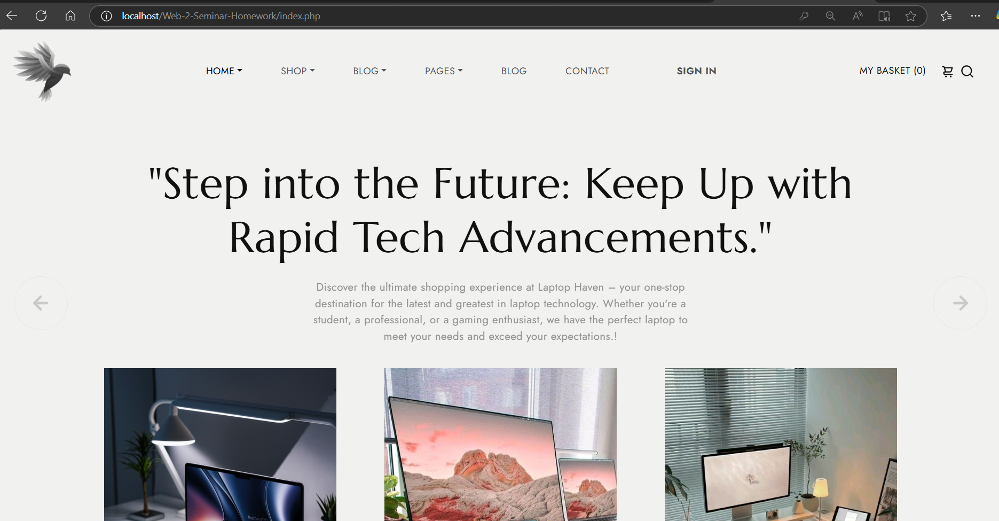 localhost/Web-2-Seminar-Homework/index.php
HOME SHOP BLOG PAGES BLOG CONTACT SIGN IN MY BASKET (0)
"Step into the Future: Keep Up with
Rapid Tech Advancements."
Discover the ultimate shopping experience at Laptop Haven – your one-stop
destination for the latest and greatest in laptop technology. Whether you're a
student, a professional, or a gaming enthusiast, we have the perfect laptop to
meet your needs and exceed your expectations.!